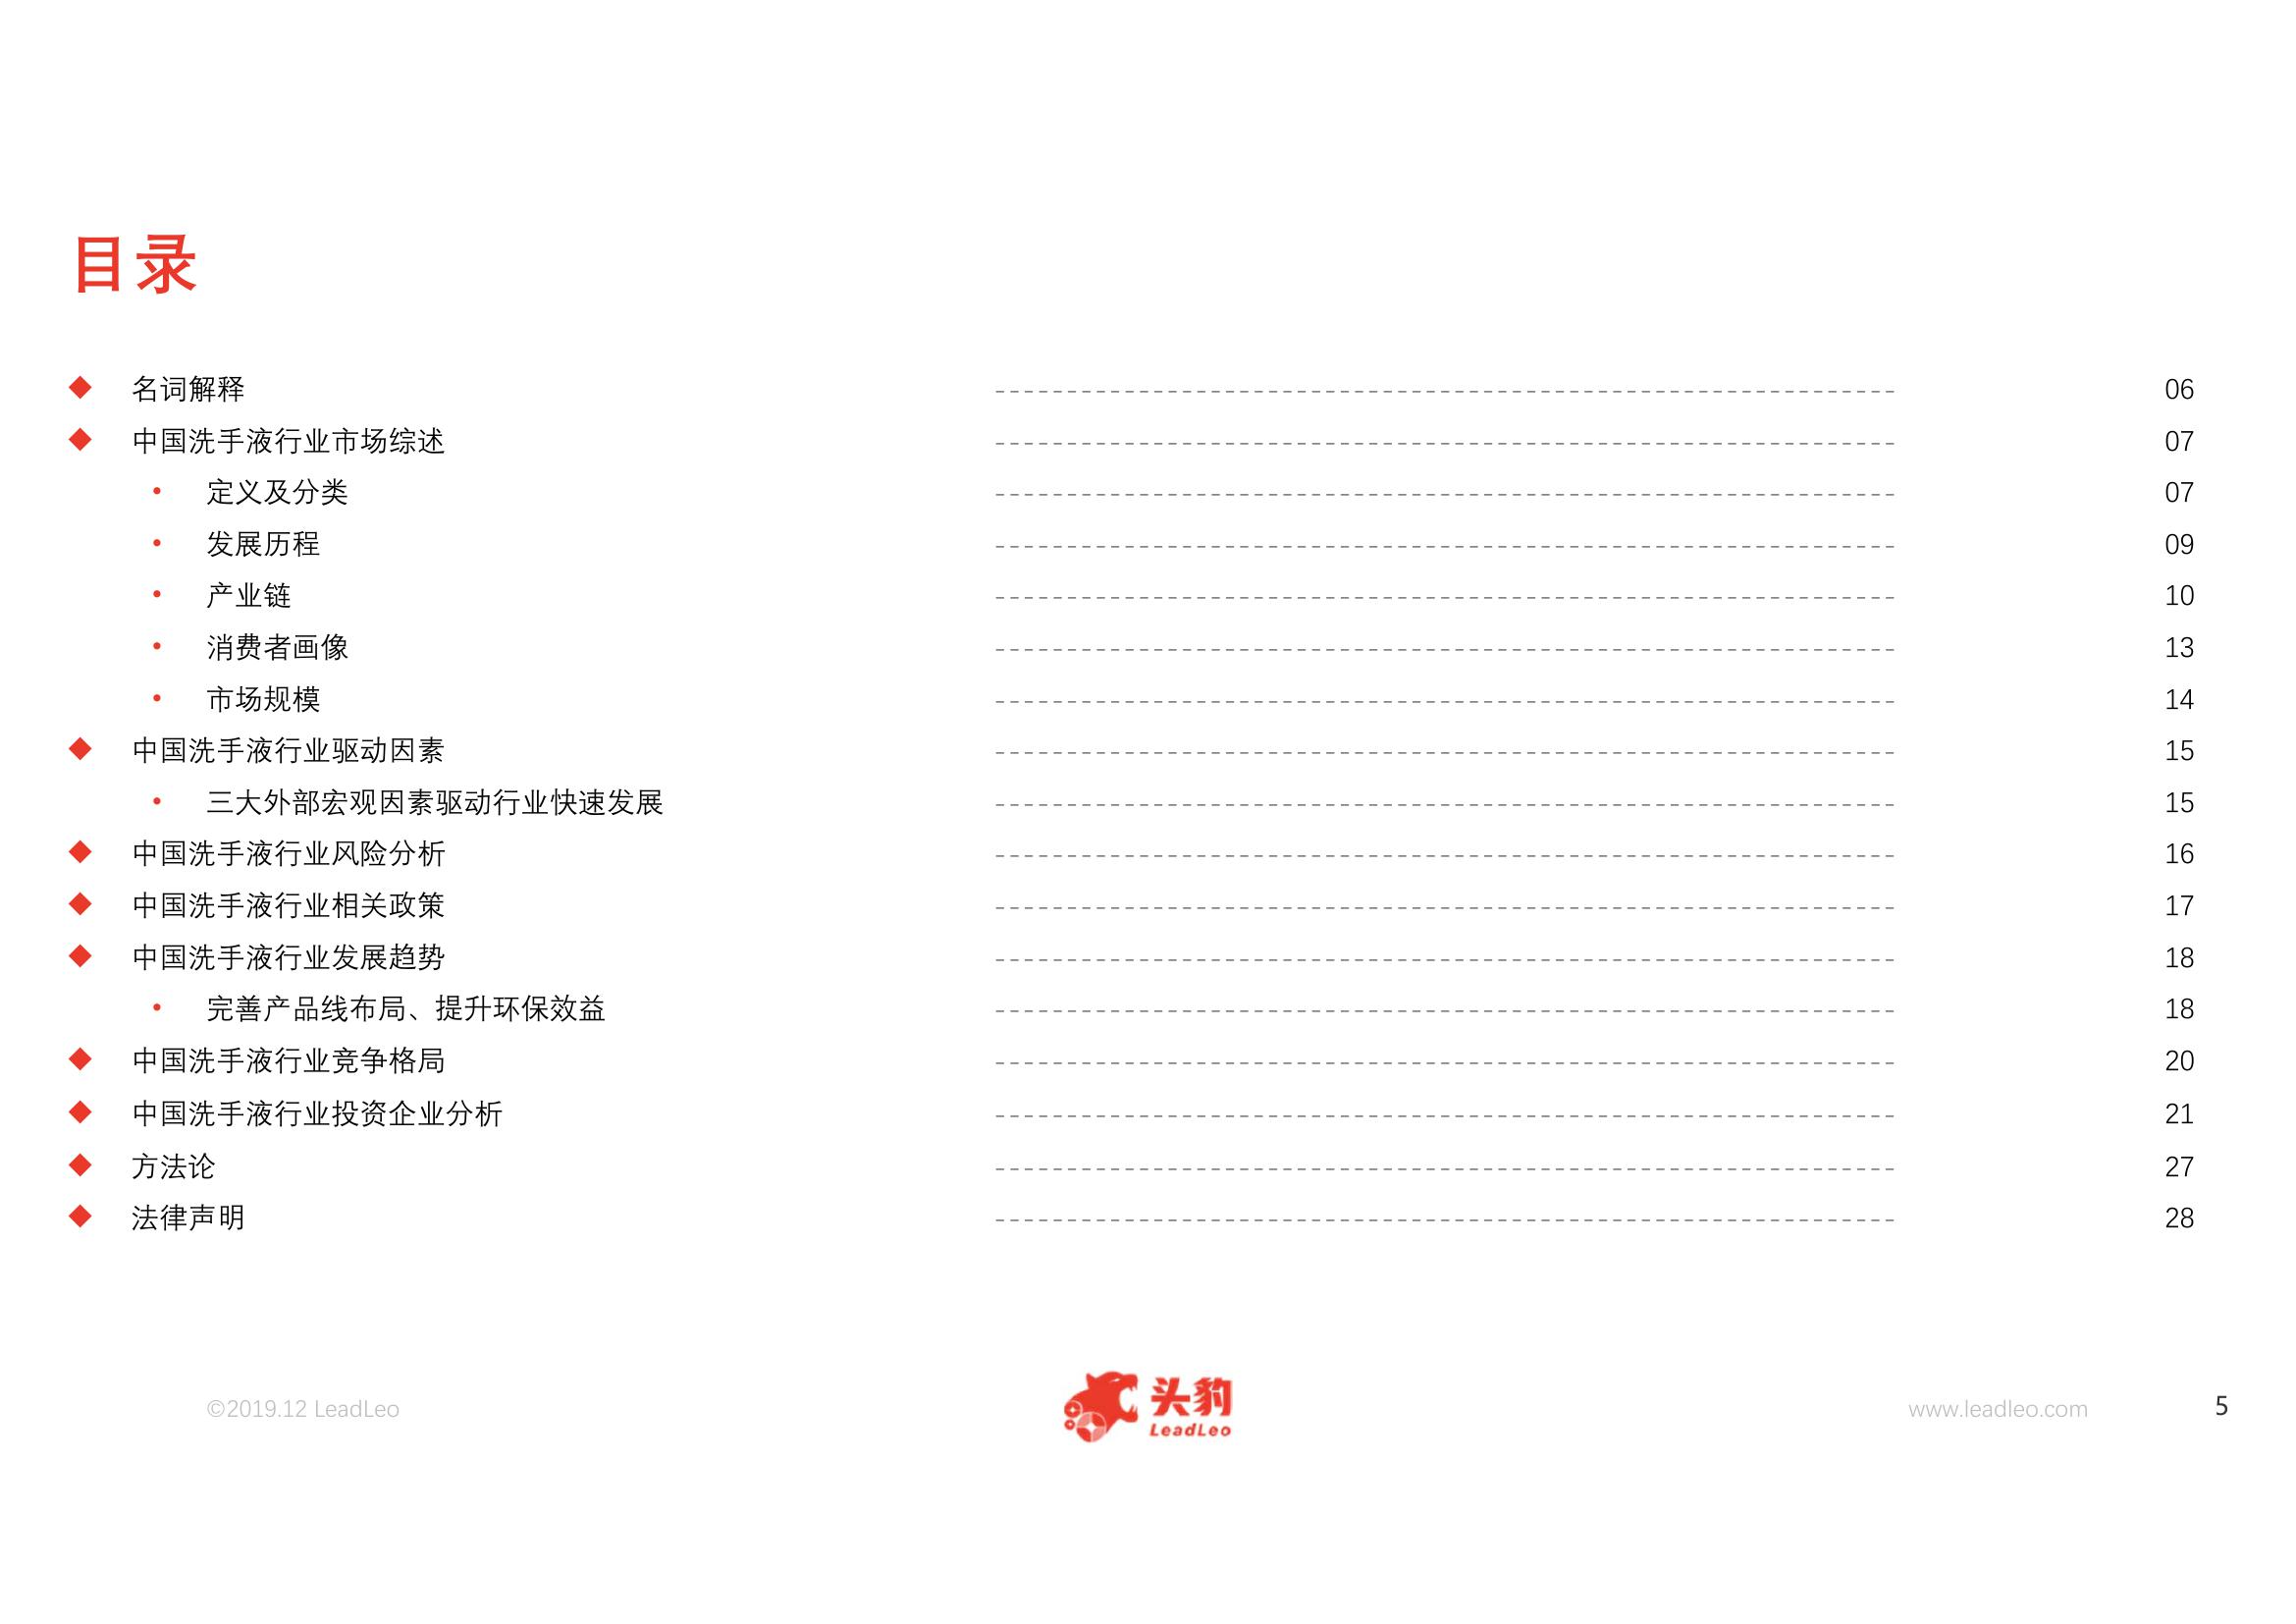 目录
◆ 名词解释 06
◆ 中国洗手液行业市场综述 07
• 定义及分类 07
• 发展历程 09
• 产业链 10
• 消费者画像 13
• 市场规模 14
◆ 中国洗手液行业驱动因素 15
• 三大外部宏观因素驱动行业快速发展 15
◆ 中国洗手液行业风险分析 16
◆ 中国洗手液行业相关政策 17
◆ 中国洗手液行业发展趋势 18
• 完善产品线布局、提升环保效益 18
◆ 中国洗手液行业竞争格局 20
◆ 中国洗手液行业投资企业分析 21
◆ 方法论 27
◆ 法律声明 28
©2019.12 LeadLeo
头豹
LeadLeo
www.leadleo.com
5